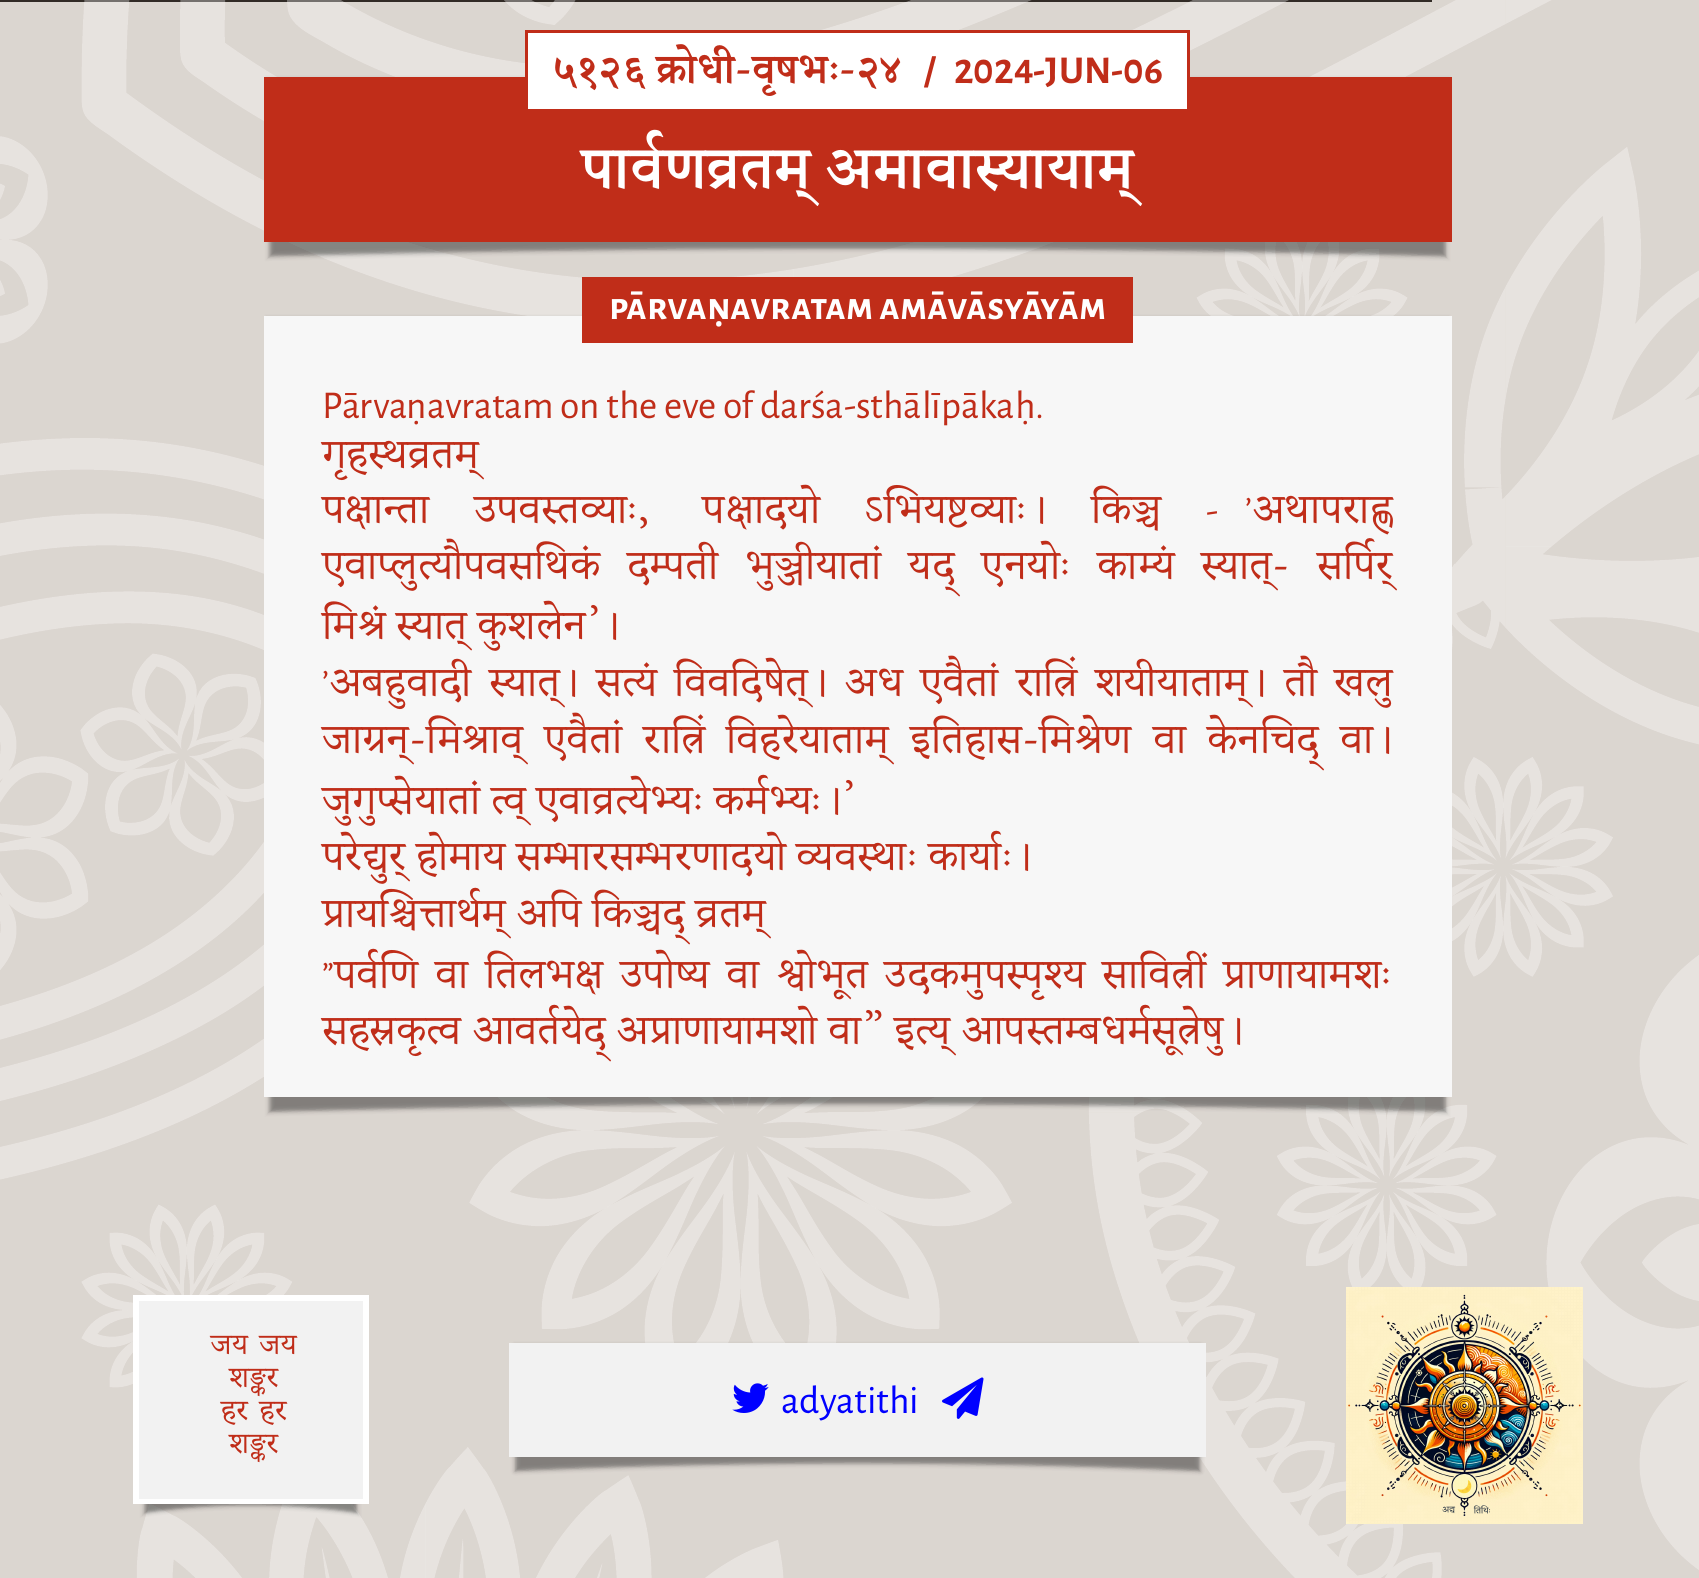 ५१२६ क्रोधी-वृषभः-२४ / 2024-JUN-06
पार्वणव्रतम् अमावास्यायाम्
PĀRVAṆAVRATAM AMĀVĀSYĀYĀM
Pārvaṇavratam on the eve of darśa-sthālīpākaḥ.
गृहस्थव्रतम्
पक्षान्ता उपवस्तव्याः, पक्षादयो ऽभियष्टव्याः। किञ्च - ’अथापराह्ण
एवाप्लुत्यौपवसथिकं दम्पती भुञ्जीयातां यद् एनयोः काम्यं स्यात्- सर्पिर्
मिश्रं स्यात् कुशलेन’।
’अबहुवादी स्यात्। सत्यं विवदिषेत्। अध एवैतां रात्रिं शयीयाताम्। तौ खलु
जाग्रन्-मिश्राव् एवैतां रात्रिं विहरेयाताम् इतिहास-मिश्रेण वा केनचिद् वा।
जुगुप्सेयातां त्व् एवाव्रत्येभ्यः कर्मभ्यः।’
परेद्युर् होमाय सम्भारसम्भरणादयो व्यवस्थाः कार्याः।
प्रायश्चित्तार्थम् अपि किञ्चद् व्रतम्
”पर्वणि वा तिलभक्ष उपोष्य वा श्वोभूत उदकमुपस्पृश्य सावित्रीं प्राणायामशः
सहस्रकृत्व आवर्तयेद् अप्राणायामशो वा” इत्य् आपस्तम्बधर्मसूत्रेषु।
जय जय
शङ्कर
हर हर
शङ्कर
adyatithi
अद्य तिथिः